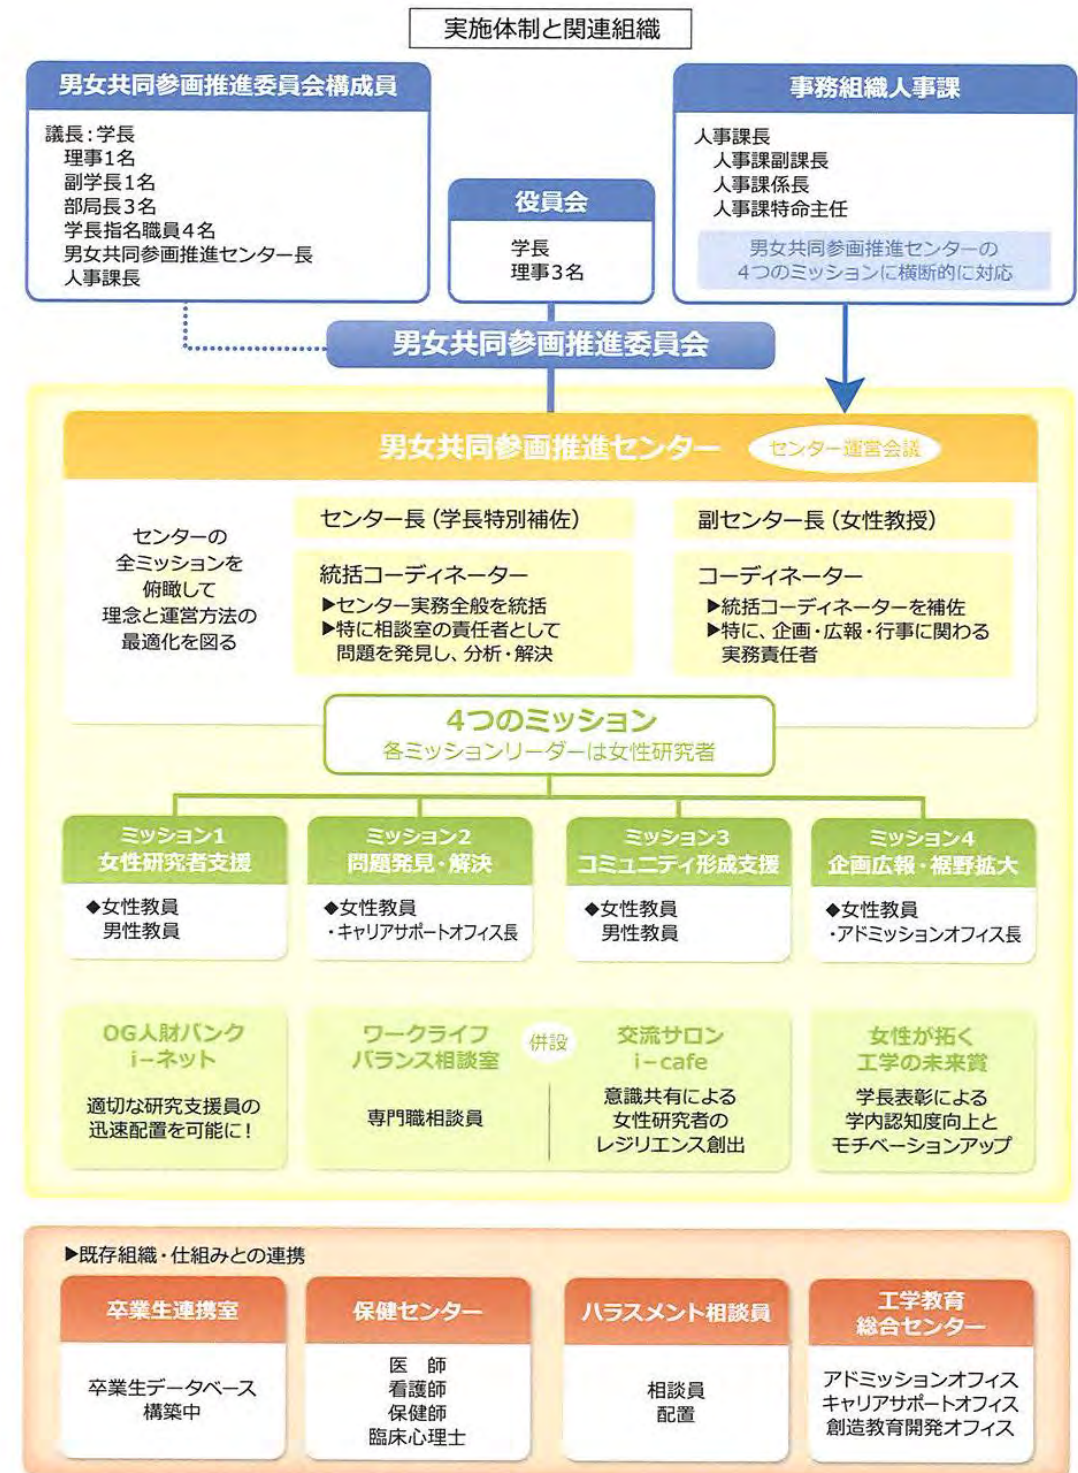 実施体制と関連組織
男女共同参画推進委員会構成員
議長:学長
理事1名
副学長1名
部局長3名
学長指名職員4名
男女共同参画推進センター長
人事課長
役員会
学長
理事3名
事務組織人事課
人事課長
人事課副課長
人事課係長
人事課特命主任
男女共同参画推進センターの
4つのミッションに横断的に対応
男女共同参画推進委員会
男女共同参画推進センター
センター運営会議
センターの
全ミッションを
俯瞰して
理念と運営方法の
最適化を図る
センター長(学長特別補佐)
統括コーディネーター
▶センター実務全般を統括
▶特に相談室の責任者として
問題を発見し、分析・解決
副センター長(女性教授)
コーディネーター
▶統括コーディネーターを補佐
▶特に、企画・広報・行事に関わる
実務責任者
4つのミッション
各ミッションリーダーは女性研究者
ミッション1
女性研究者支援
◆女性教員
男性教員
ミッション2
問題発見・解決
◆女性教員
・キャリアサポートオフィス長
ミッション3
コミュニティ形成支援
◆女性教員
男性教員
ミッション4
企画広報・裾野拡大
◆女性教員
・アドミッションオフィス長
OG人財バンク
i-ネット
適切な研究支援員の
迅速配置を可能に!
ワークライフ
バランス相談室
専門職相談員
併設
交流サロン
i-cafe
意識共有による
女性研究者の
レジリエンス創出
女性が拓く
工学の未来賞
学長表彰による
学内認知度向上と
モチベーションアップ
▶既存組織・仕組みとの連携
卒業生連携室
卒業生データベース
構築中
保健センター
医 師
看護師
保健師
臨床心理士
ハラスメント相談員
相談員
配置
工学教育
総合センター
アドミッションオフィス
キャリアサポートオフィス
創造教育開発オフィス